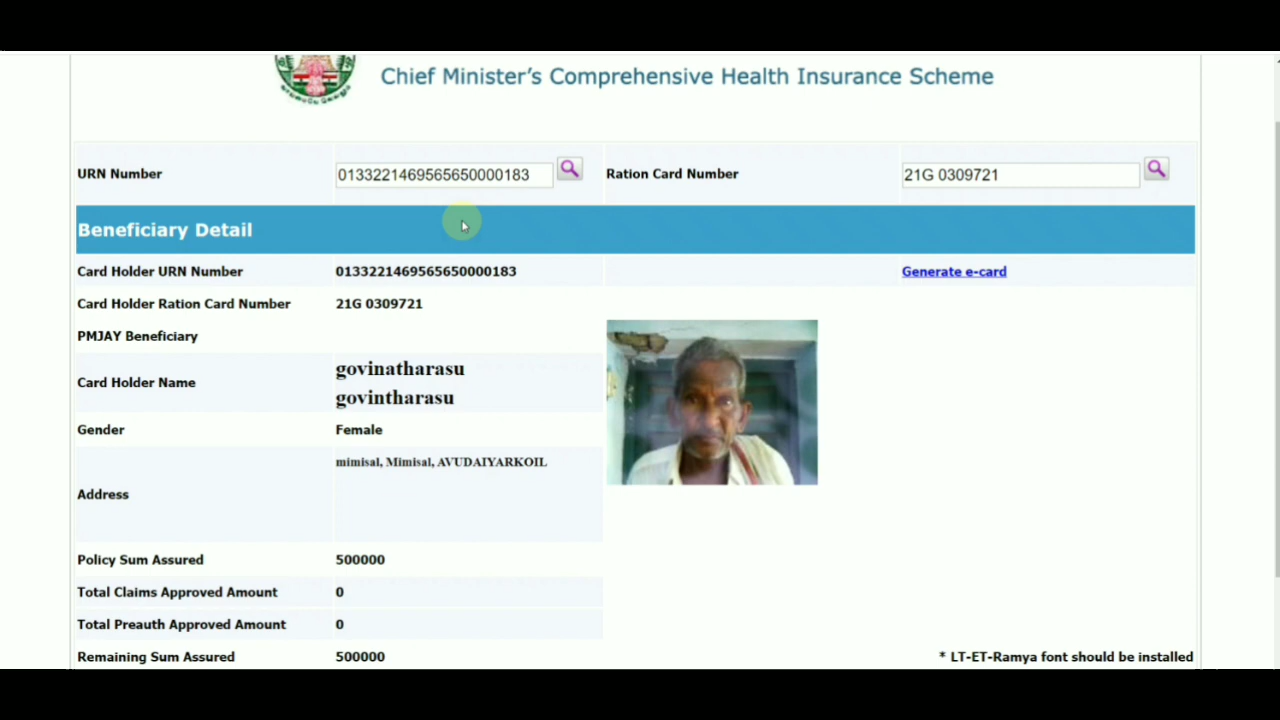 Chief Minister's Comprehensive Health Insurance Scheme
URN Number 0133221469565650000183 Ration Card Number 21G 0309721
Beneficiary Detail
Card Holder URN Number 0133221469565650000183 Generate e-card
Card Holder Ration Card Number 21G 0309721
PMJAY Beneficiary
Card Holder Name govinatharasu
govintharasu
Gender Female
mimisal, Mimisal, AVUDAIYARKOIL
Address
Policy Sum Assured 500000
Total Claims Approved Amount 0
Total Preauth Approved Amount 0
Remaining Sum Assured 500000 * LT-ET-Ramya font should be installed